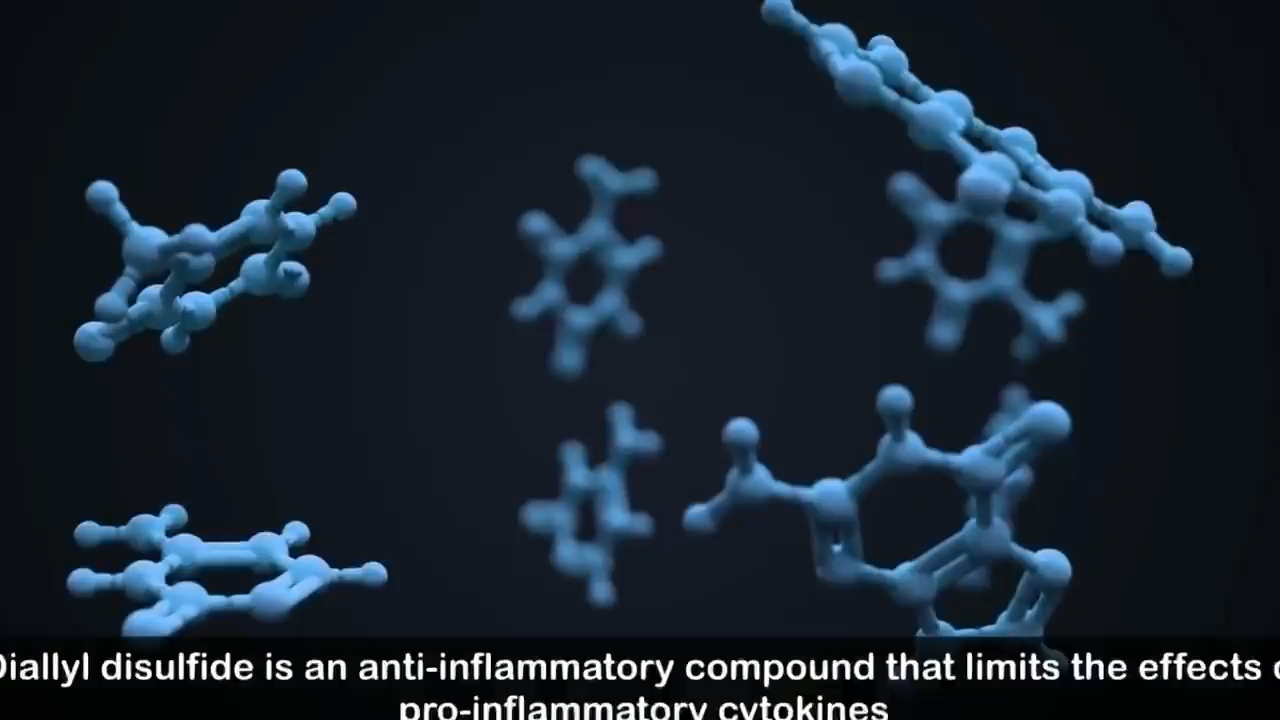 Diallyl disulfide is an anti-inflammatory compound that limits the effects o
pro-inflammatory cytokines